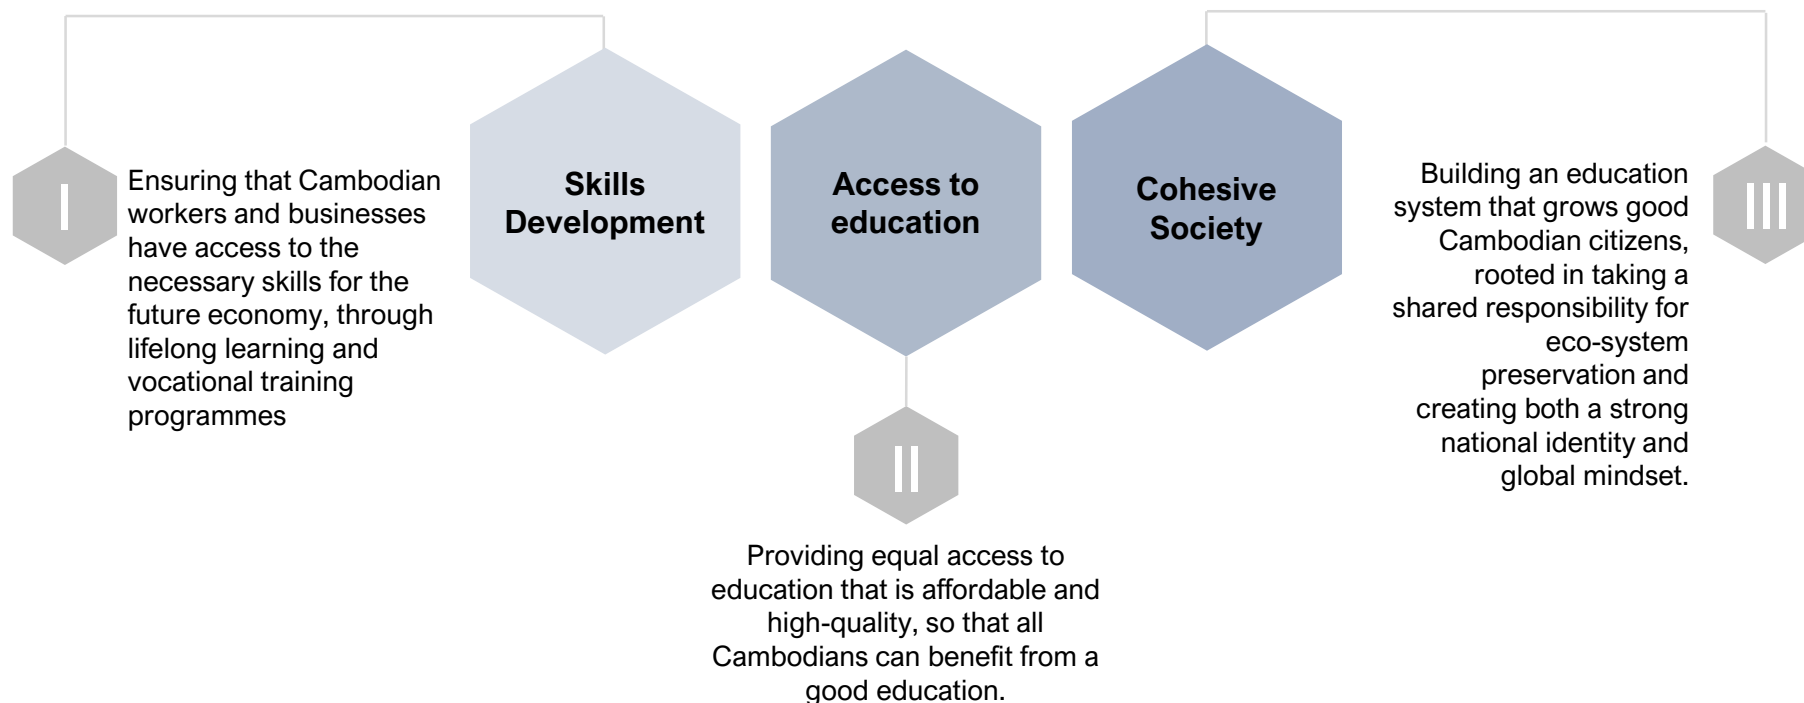 Skills
Development
Access to
education
Cohesive
Society
I
Ensuring that Cambodian
workers and businesses
have access to the
necessary skills for the
future economy, through
lifelong learning and
vocational training
programmes
II
Providing equal access to
education that is affordable and
high-quality, so that all
Cambodians can benefit from a
good education.
III
Building an education
system that grows good
Cambodian citizens,
rooted in taking a
shared responsibility for
eco-system
preservation and
creating both a strong
national identity and
global mindset.